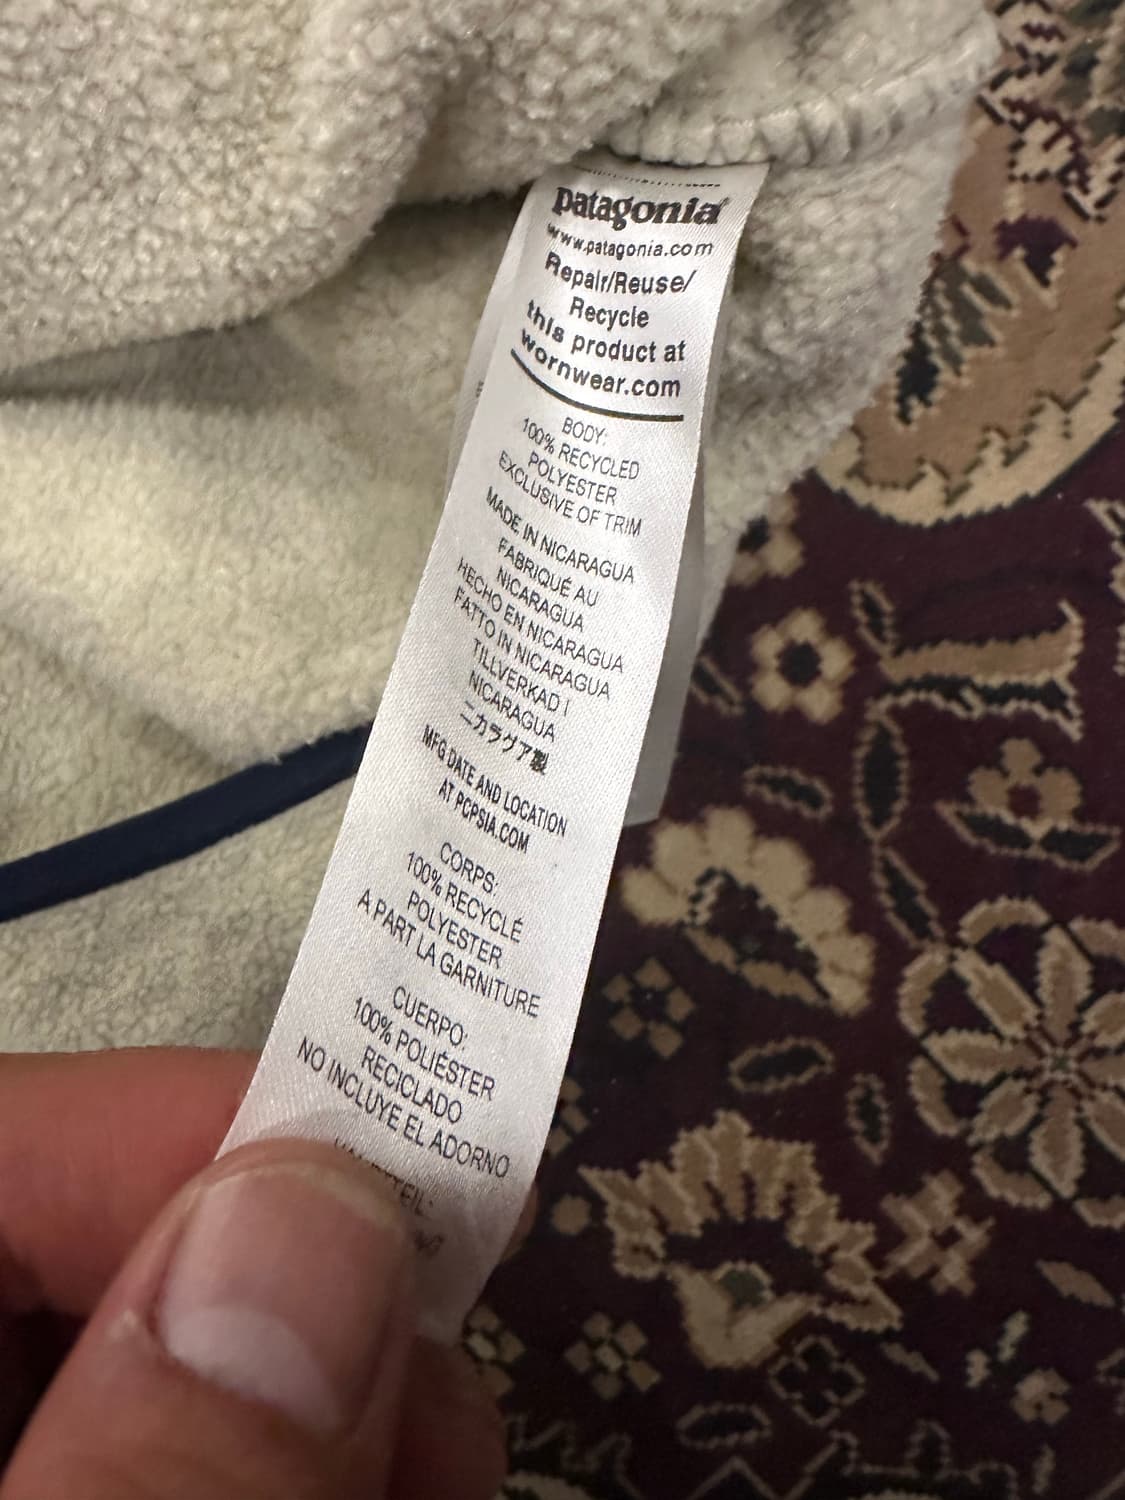 patagonia
www.patagonia.com
Repair/Reuse/
Recycle
this product at
wornwear.com
BODY:
100% RECYCLED
POLYESTER
EXCLUSIVE OF TRIM
MADE IN NICARAGUA
FABRIQUÉ AU
NICARAGUA
HECHO EN NICARAGUA
FATTO IN NICARAGUA
TILLVERKAD I
NICARAGUA
ニカラグア製
MFG DATE AND LOCATION
AT PCPSIA.COM
CORPS:
100% RECYCLÉ
POLYESTER
A PART LA GARNITURE
CUERPO:
100% POLIÉSTER
RECICLADO
NO INCLUYE EL ADORNO